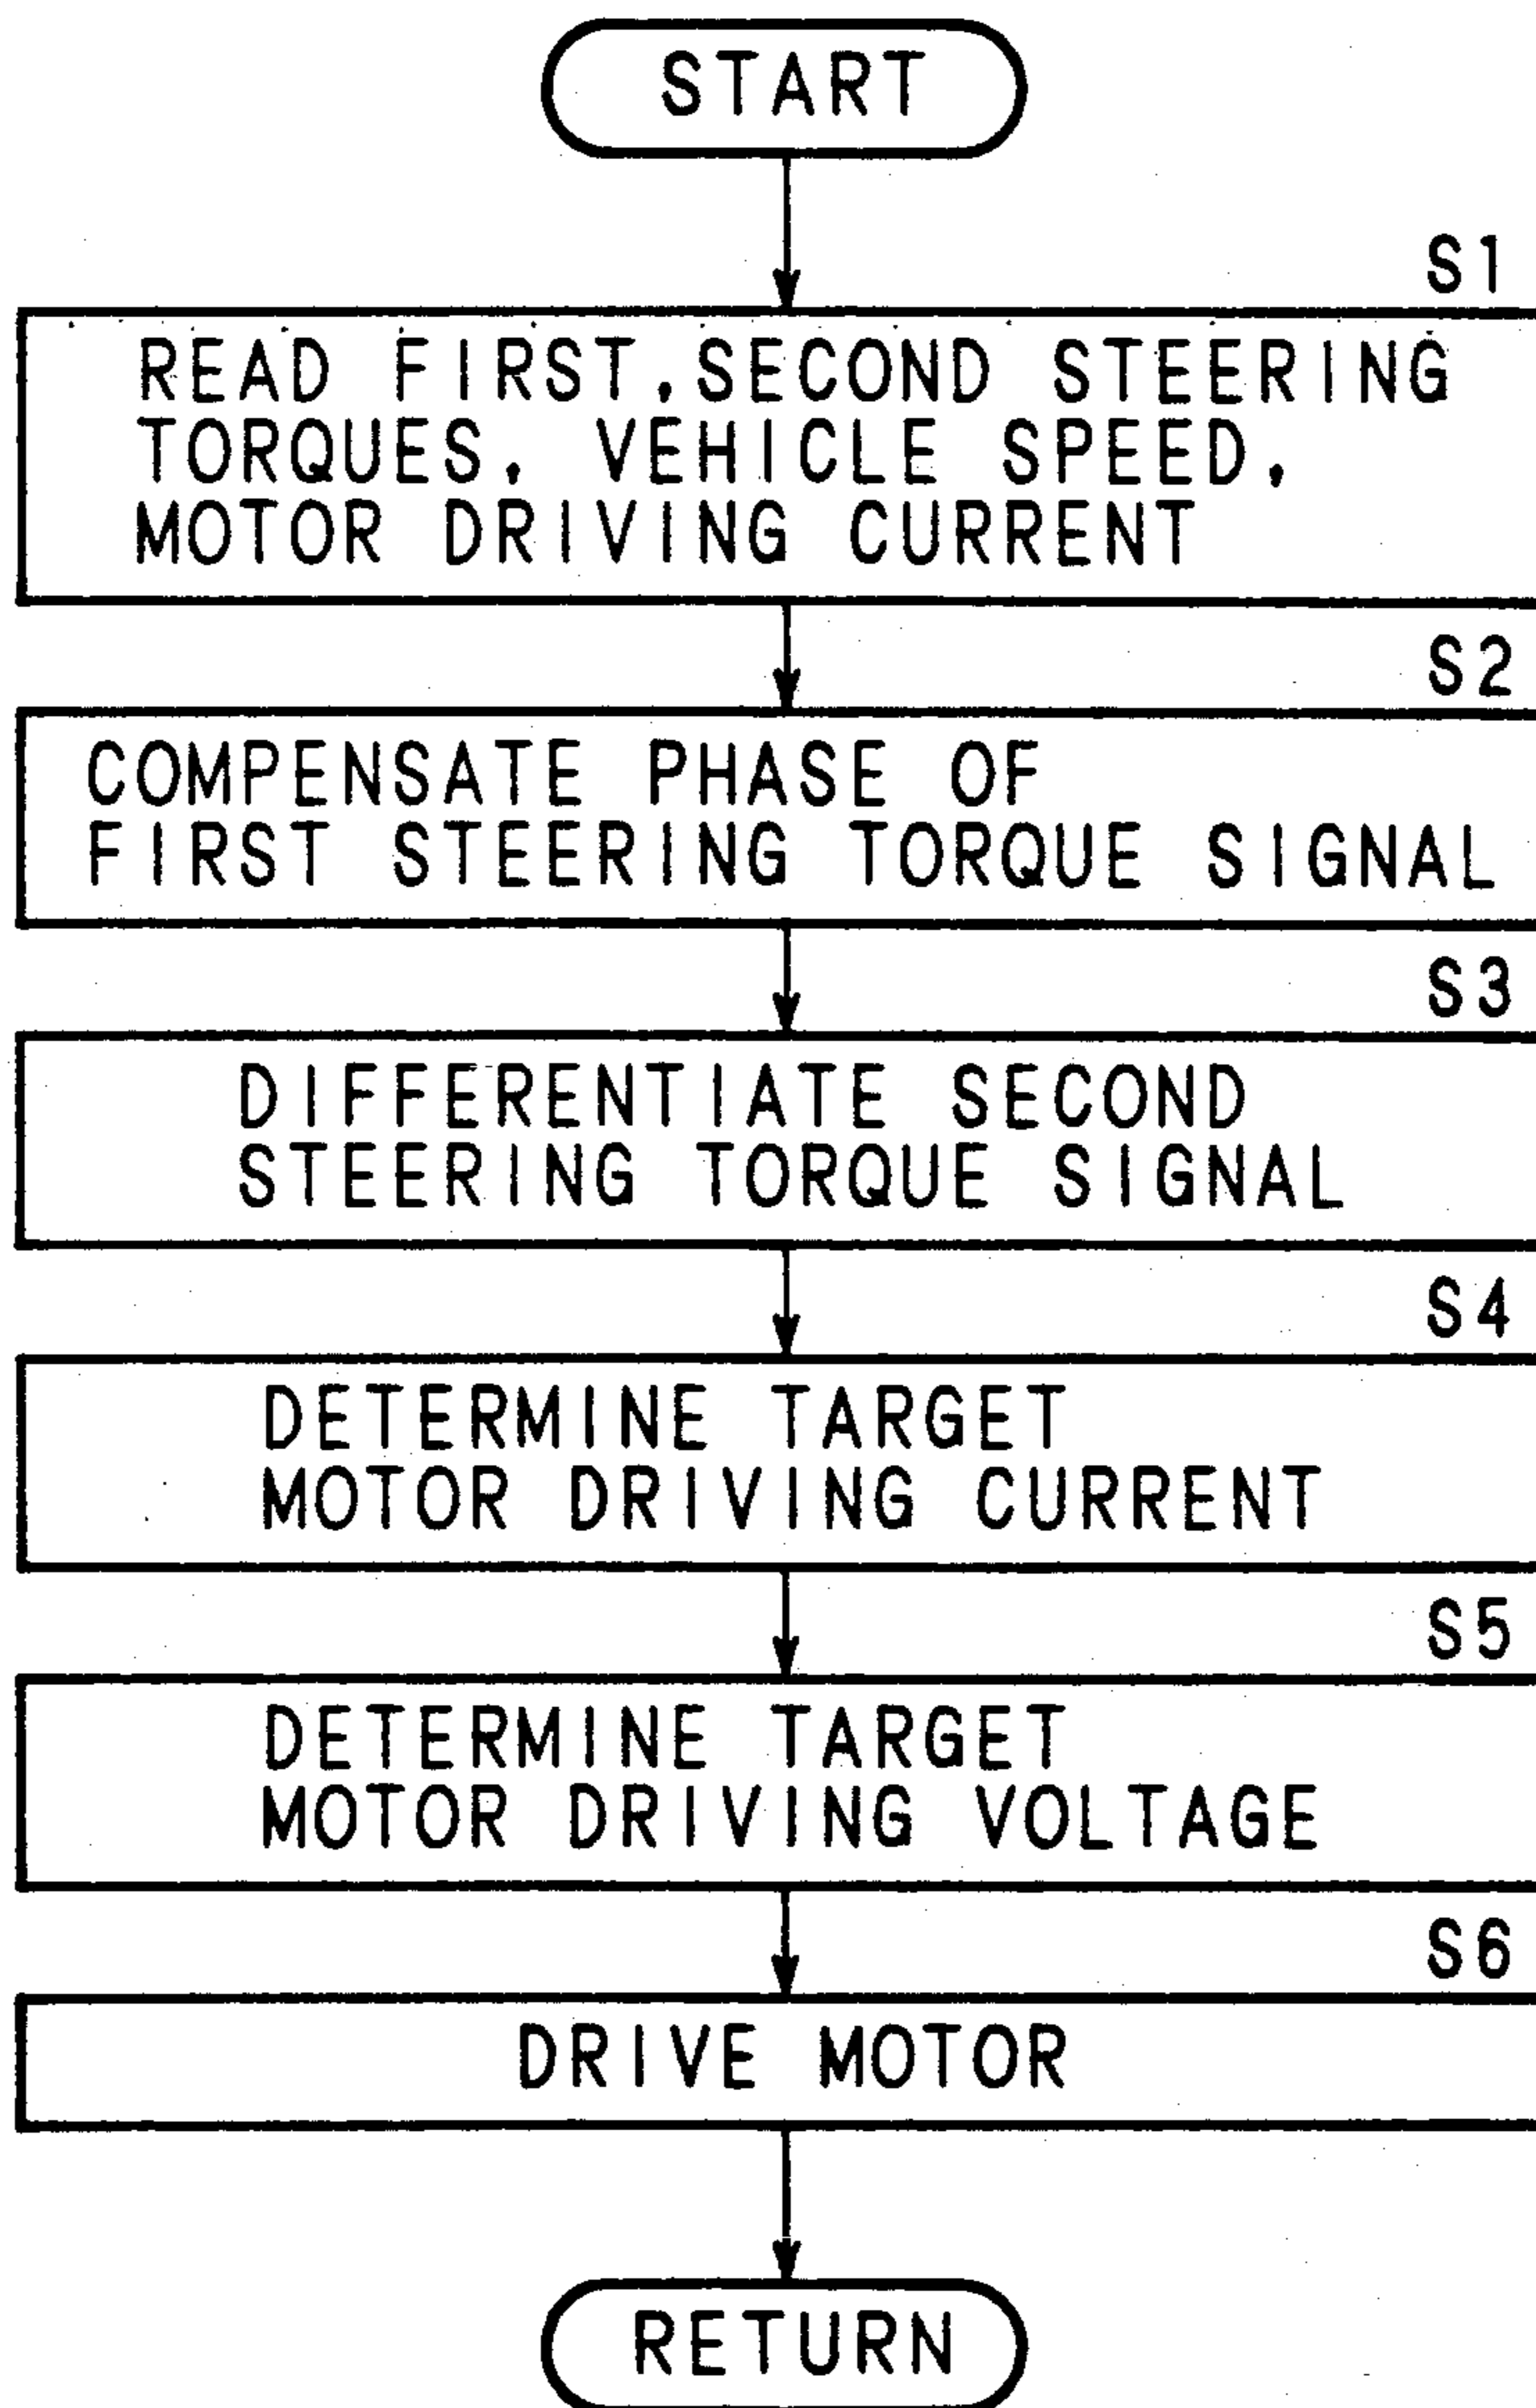 START
S1
READ FIRST,SECOND STEERING
TORQUES, VEHICLE SPEED,
MOTOR DRIVING CURRENT
S2
COMPENSATE PHASE OF
FIRST STEERING TORQUE SIGNAL
S3
DIFFERENTIATE SECOND
STEERING TORQUE SIGNAL
S4
DETERMINE TARGET
MOTOR DRIVING CURRENT
S5
DETERMINE TARGET
MOTOR DRIVING VOLTAGE
S6
DRIVE MOTOR
RETURN